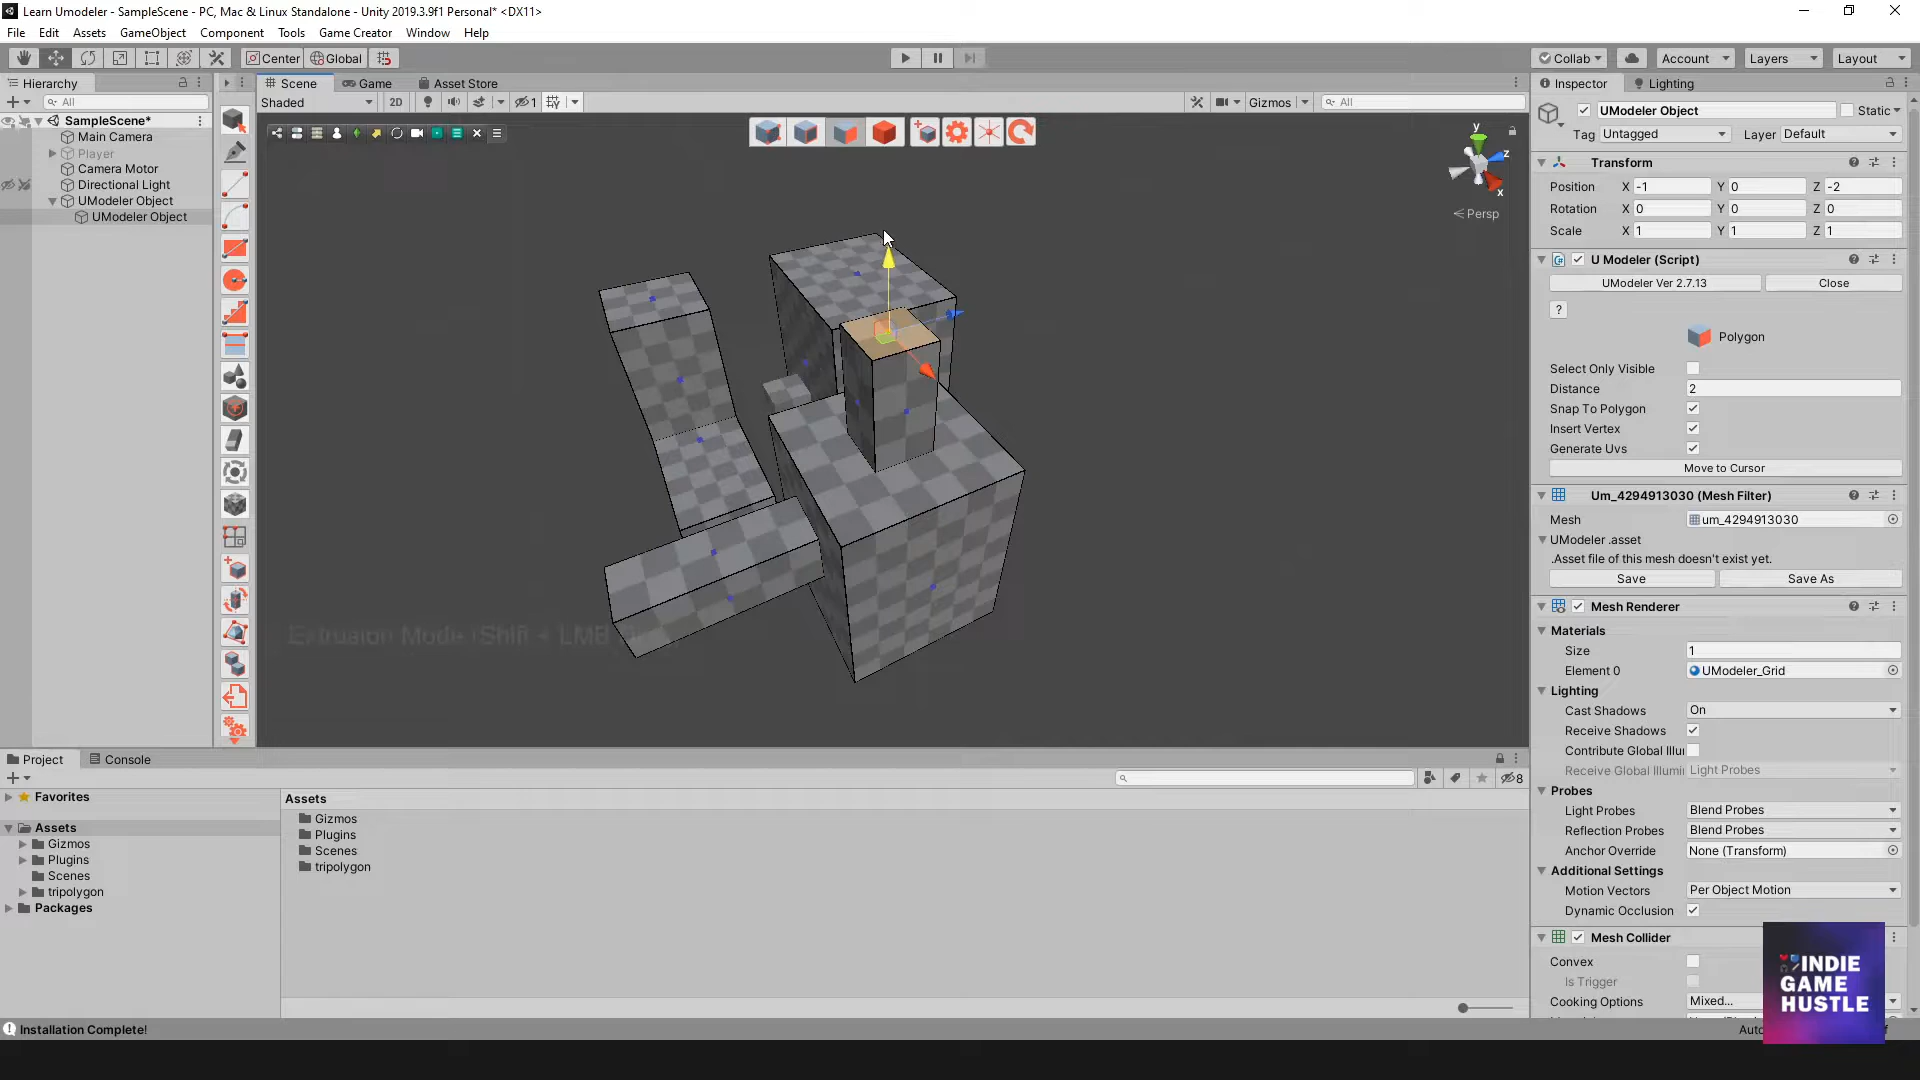 Learn Umodeler - SampleScene - PC, Mac & Linux Standalone - Unity 2019.3.9f1 Personal* <DX11>
File Edit Assets GameObject Component Tools Game Creator Window Help
Center Global Collab Account Layers Layout
Hierarchy
All
SampleScene*
Main Camera
Player
Camera Motor
Directional Light
UModeler Object
UModeler Object
Scene Game Asset Store
Shaded 2D 1 Gizmos All
y
z
x
Persp
Extrusion Mode (Shift + LMB
Inspector Lighting
UModeler Object Static
Tag Untagged Layer Default
Transform
Position X -1 Y 0 Z -2
Rotation X 0 Y 0 Z 0
Scale X 1 Y 1 Z 1
U Modeler (Script)
UModeler Ver 2.7.13 Close
?
Polygon
Select Only Visible
Distance 2
Snap To Polygon
Insert Vertex
Generate Uvs
Move to Cursor
Um_4294913030 (Mesh Filter)
Mesh um_4294913030
UModeler .asset
.Asset file of this mesh doesn't exist yet.
Save Save As
Mesh Renderer
Materials
Size 1
Element 0 UModeler_Grid
Lighting
Cast Shadows On
Receive Shadows
Contribute Global Illu
Receive Global Illumin Light Probes
Probes
Light Probes Blend Probes
Reflection Probes Blend Probes
Anchor Override None (Transform)
Additional Settings
Motion Vectors Per Object Motion
Dynamic Occlusion
Mesh Collider
Convex
Is Trigger
Cooking Options Mixed...
INDIE
GAME
HUSTLE
Project Console
8
Favorites
Assets
Gizmos
Plugins
Scenes
tripolygon
Packages
Assets
Gizmos
Plugins
Scenes
tripolygon
Installation Complete!